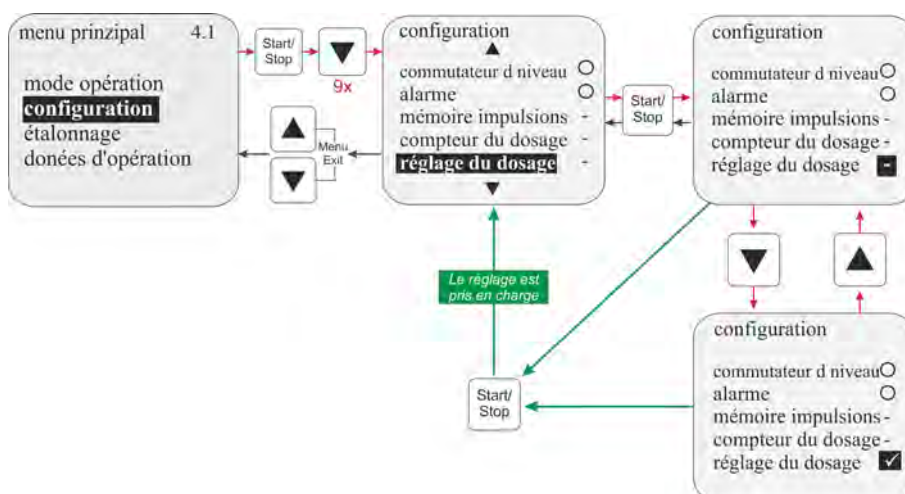 menu prinzipal 4.1
mode opération
configuration
étalonnage
donées d'opération
Start/
Stop
9x
Menu
Exit
configuration
commutateur d niveau
alarme
mémoire impulsions -
compteur du dosage -
réglage du dosage -
Start/
Stop
configuration
commutateur d niveau
alarme
mémoire impulsions -
compteur du dosage -
réglage du dosage -
Le réglage est
pris en charge
Start/
Stop
configuration
commutateur d niveau
alarme
mémoire impulsions -
compteur du dosage -
réglage du dosage ✓